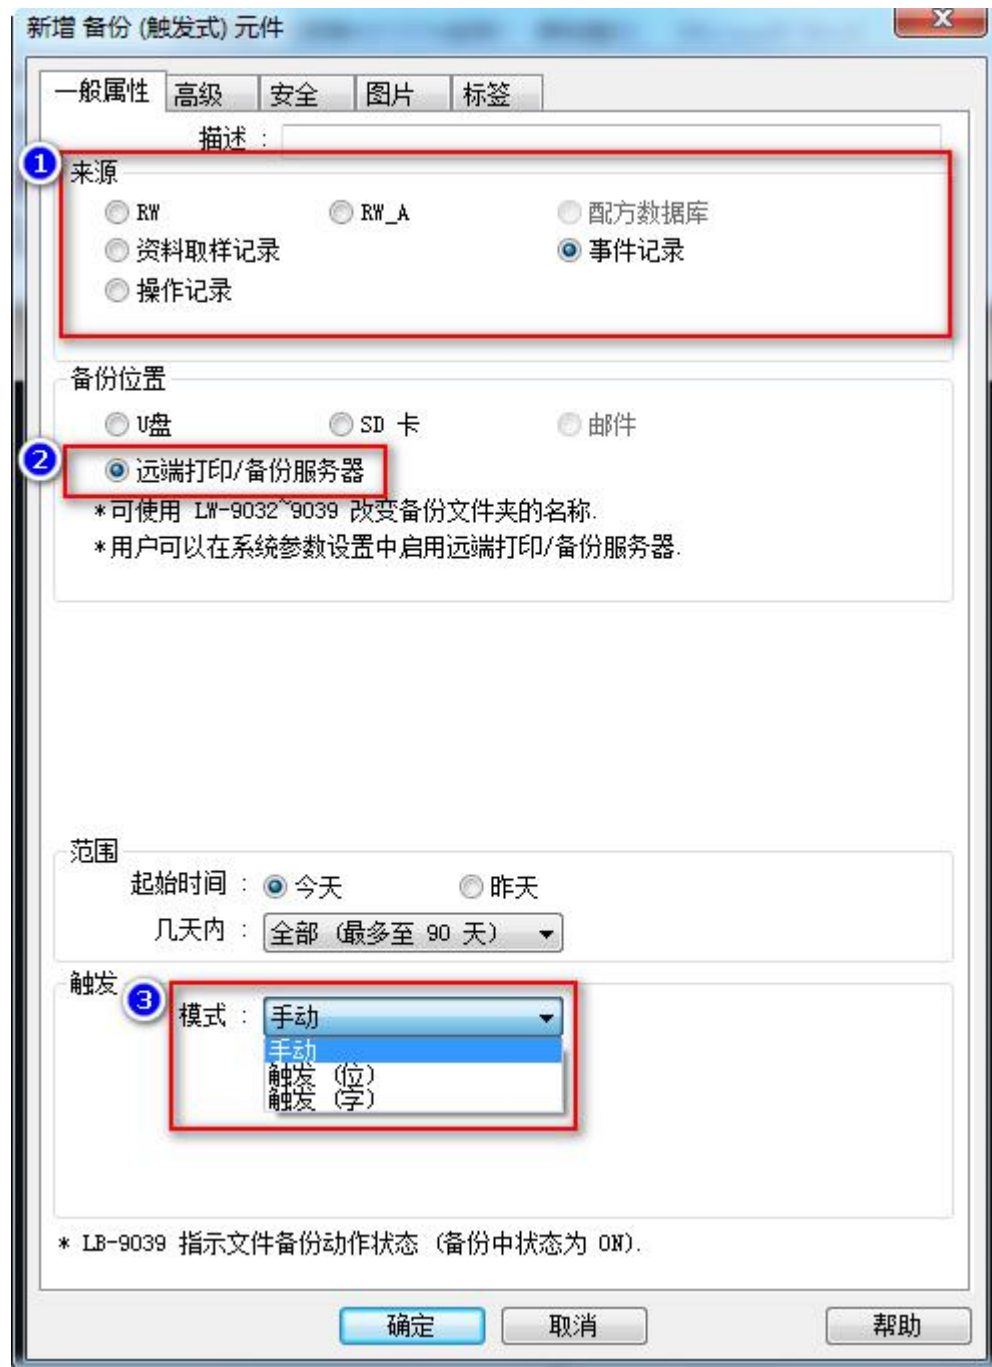 新增 备份 (触发式) 元件
一般属性 高级 安全 图片 标签
描述 :
1
来源
RW RW_A 配方数据库
资料取样记录 事件记录
操作记录
备份位置
U盘 SD 卡 邮件
2
远端打印/备份服务器
*可使用 LW-9032~9039 改变备份文件夹的名称.
*用户可以在系统参数设置中启用远端打印/备份服务器.
范围
起始时间 : 今天 昨天
几天内 : 全部 (最多至 90 天)
触发
3
模式 : 手动
手动
触发 (位)
触发 (字)
* LB-9039 指示文件备份动作状态 (备份中状态为 ON).
确定 取消 帮助